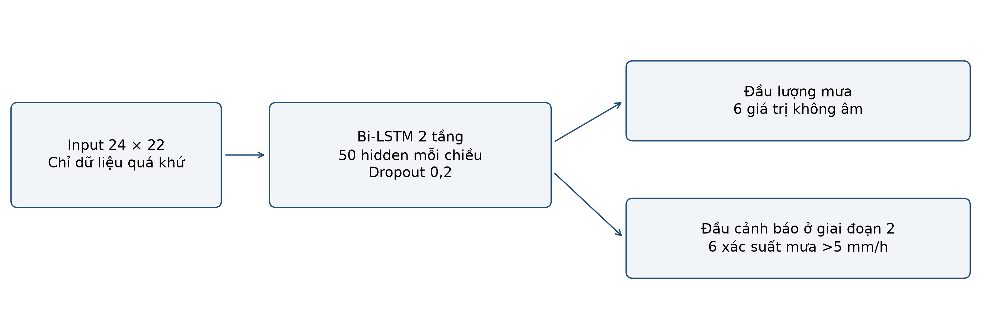 Input 24 × 22
Chỉ dữ liệu quá khứ
Bi-LSTM 2 tầng
50 hidden mỗi chiều
Dropout 0,2
Đầu lượng mưa
6 giá trị không âm
Đầu cảnh báo ở giai đoạn 2
6 xác suất mưa >5 mm/h